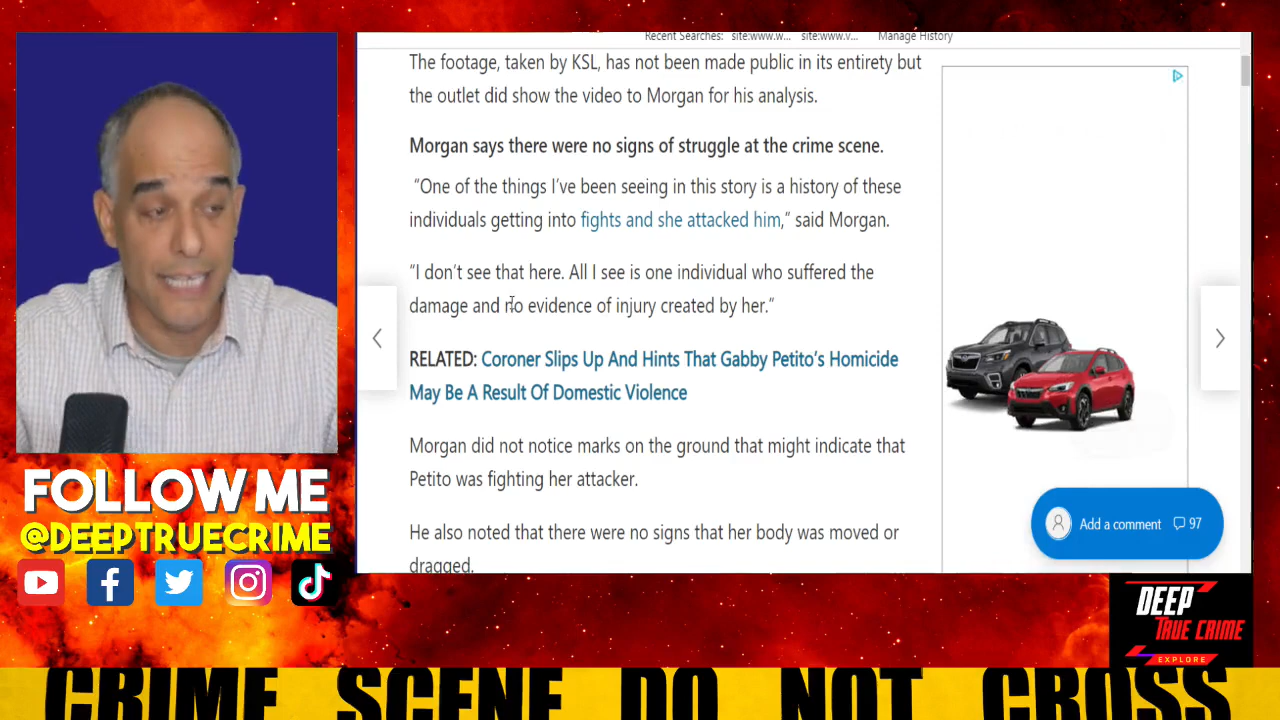 Recent Searches: site:www.w... site:www.v... Manage History
The footage, taken by KSL, has not been made public in its entirety but
the outlet did show the video to Morgan for his analysis.
Morgan says there were no signs of struggle at the crime scene.
“One of the things I’ve been seeing in this story is a history of these
individuals getting into fights and she attacked him,” said Morgan.
“I don’t see that here. All I see is one individual who suffered the
damage and no evidence of injury created by her.”
RELATED: Coroner Slips Up And Hints That Gabby Petito’s Homicide
May Be A Result Of Domestic Violence
Morgan did not notice marks on the ground that might indicate that
Petito was fighting her attacker.
He also noted that there were no signs that her body was moved or
dragged.
Add a comment 97
FOLLOW ME
@DEEPTRUECRIME
DEEP
TRUE CRIME
EXPLORE
CRIME SCENE DO NOT CROSS